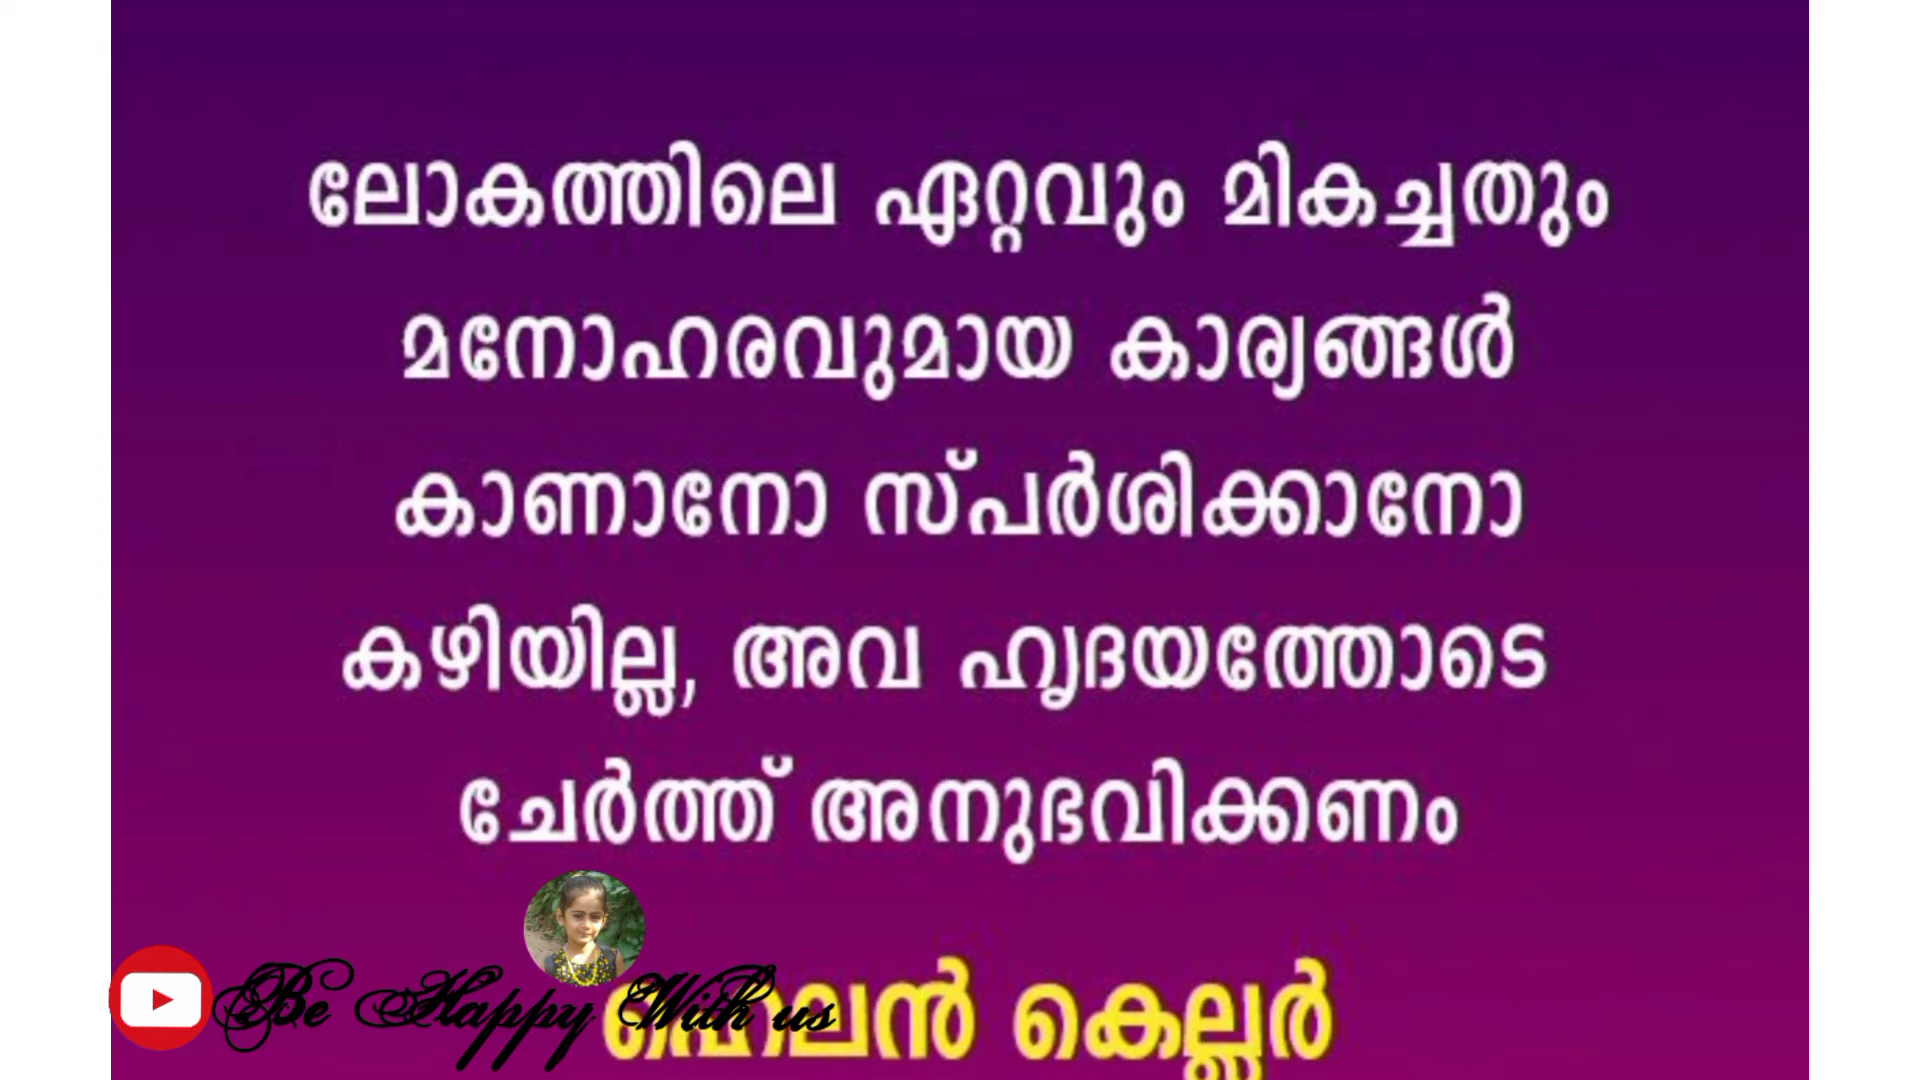 ലോകത്തിലെ ഏറ്റവും മികച്ചതും
മനോഹരവുമായ കാര്യങ്ങൾ
കാണാനോ സ്പർശിക്കാനോ
കഴിയില്ല, അവ ഹൃദയത്തോടെ
ചേർത്ത് അനുഭവിക്കണം
Be Happy With us
ഹെലൻ കെല്ലർ